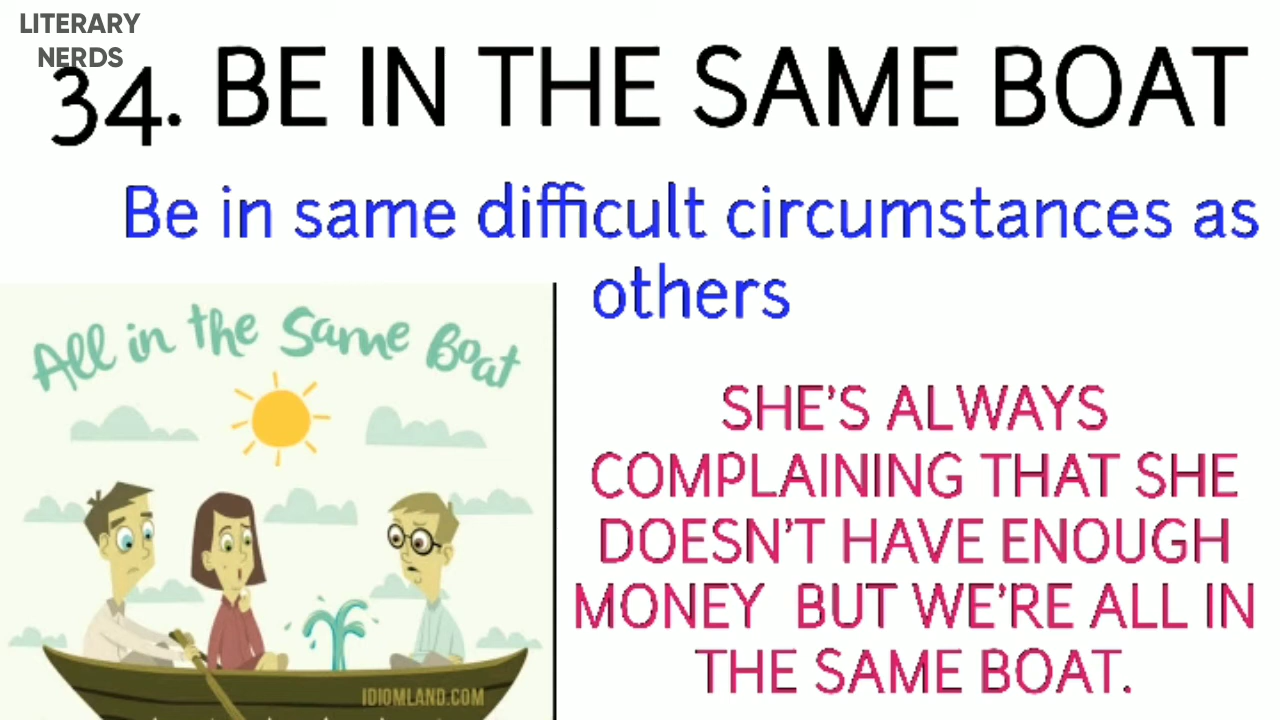 LITERARY
NERDS
34. BE IN THE SAME BOAT
Be in same difficult circumstances as
others
All in the Same Boat
SHE'S ALWAYS
COMPLAINING THAT SHE
DOESN'T HAVE ENOUGH
MONEY BUT WE'RE ALL IN
THE SAME BOAT.
IDIOMLAND.COM